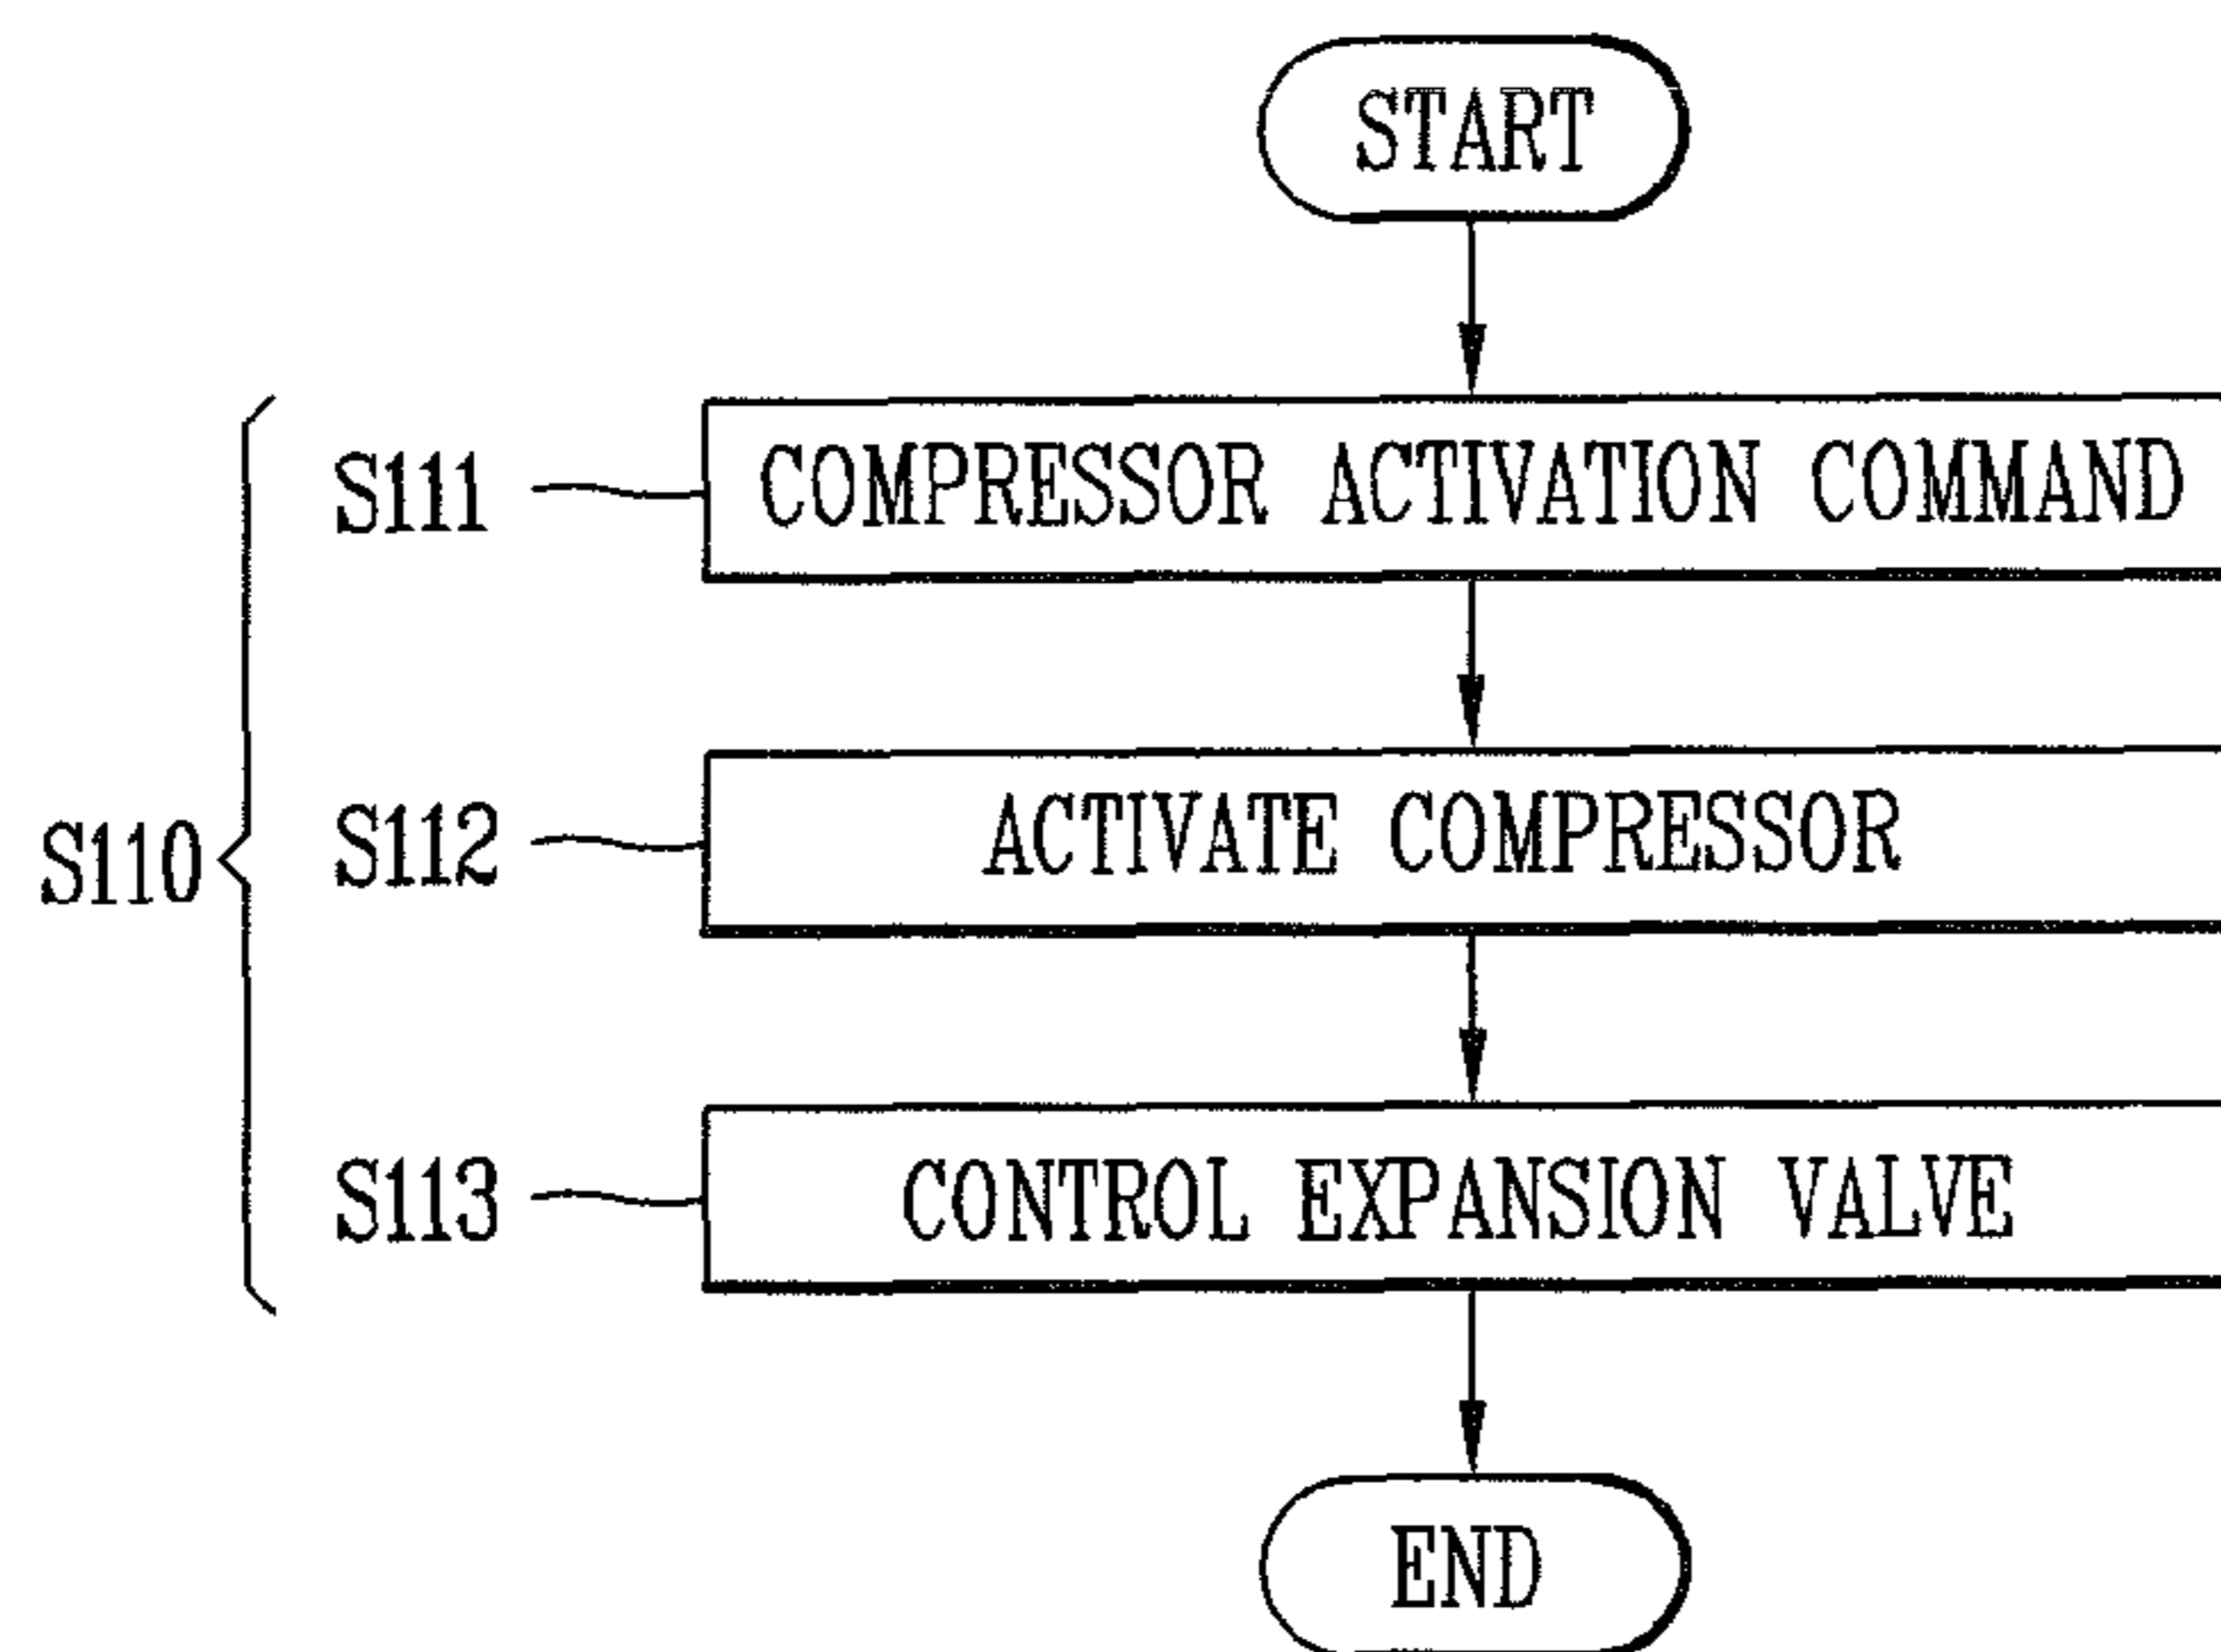 START
S111 COMPRESSOR ACTIVATION COMMAND
S110 S112 ACTIVATE COMPRESSOR
S113 CONTROL EXPANSION VALVE
END